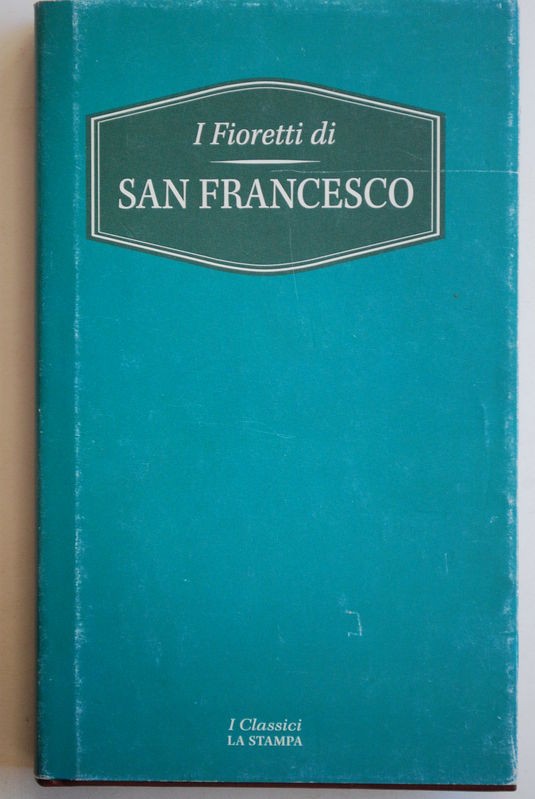 I Fioretti di
SAN FRANCESCO
I Classici
LA STAMPA